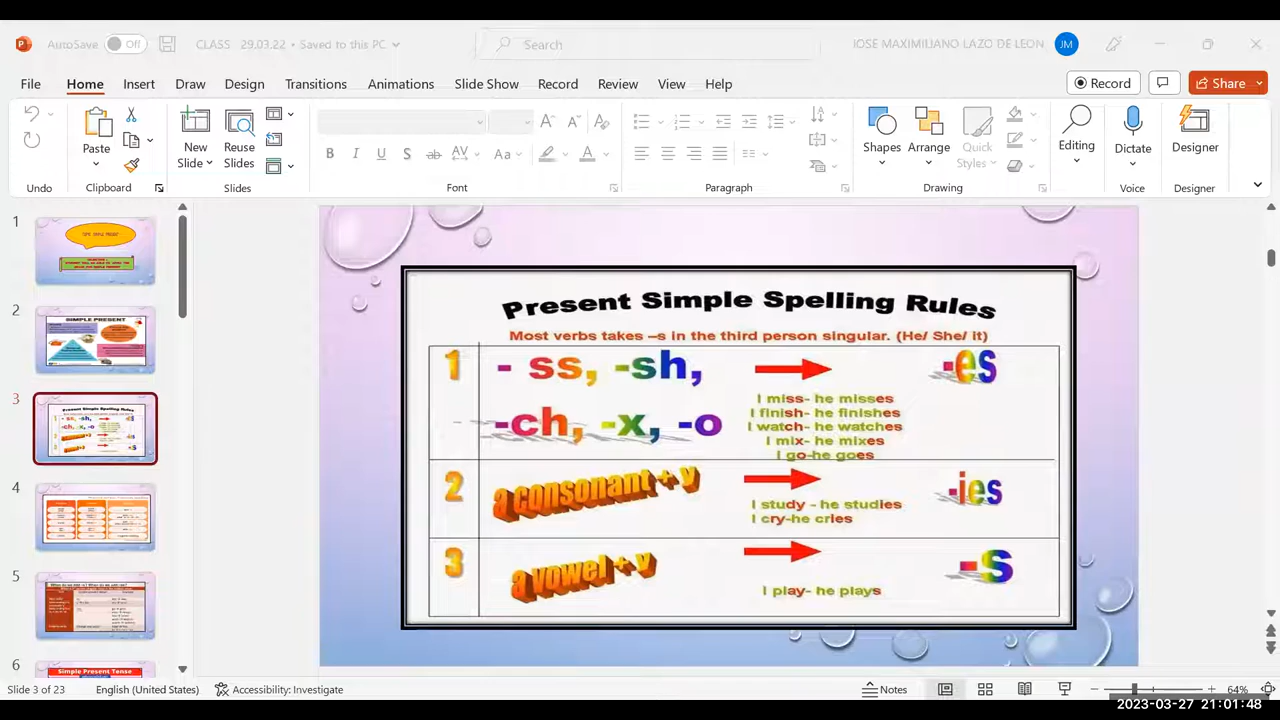 AutoSave Off CLASS 29.03.22 • Saved to this PC Search JOSE MAXIMILIANO LAZO DE LEON JM
File Home Insert Draw Design Transitions Animations Slide Show Record Review View Help Record Share
Paste New Slide Reuse Slides B I U S ab AV Aa A Shapes Arrange Quick Styles Editing Dictate Designer
Undo Clipboard Slides Font Paragraph Drawing Voice Designer
1
2
SIMPLE PRESENT
3
4
5
6
Simple Present Tense
Present Simple Spelling Rules
Most verbs takes –s in the third person singular. (He/ She/ it)
1 - ss, -sh, -es
-ch, -x, -o
I miss- he misses
I finish- he finishes
I watch- he watches
I mix- he mixes
I go-he goes
2 a consonant + y -ies
I study - he studies
I cry-he cries
3 a vowel + y -s
I play- he plays
Slide 3 of 23 English (United States) Accessibility: Investigate Notes 64%
2023-03-27 21:01:48